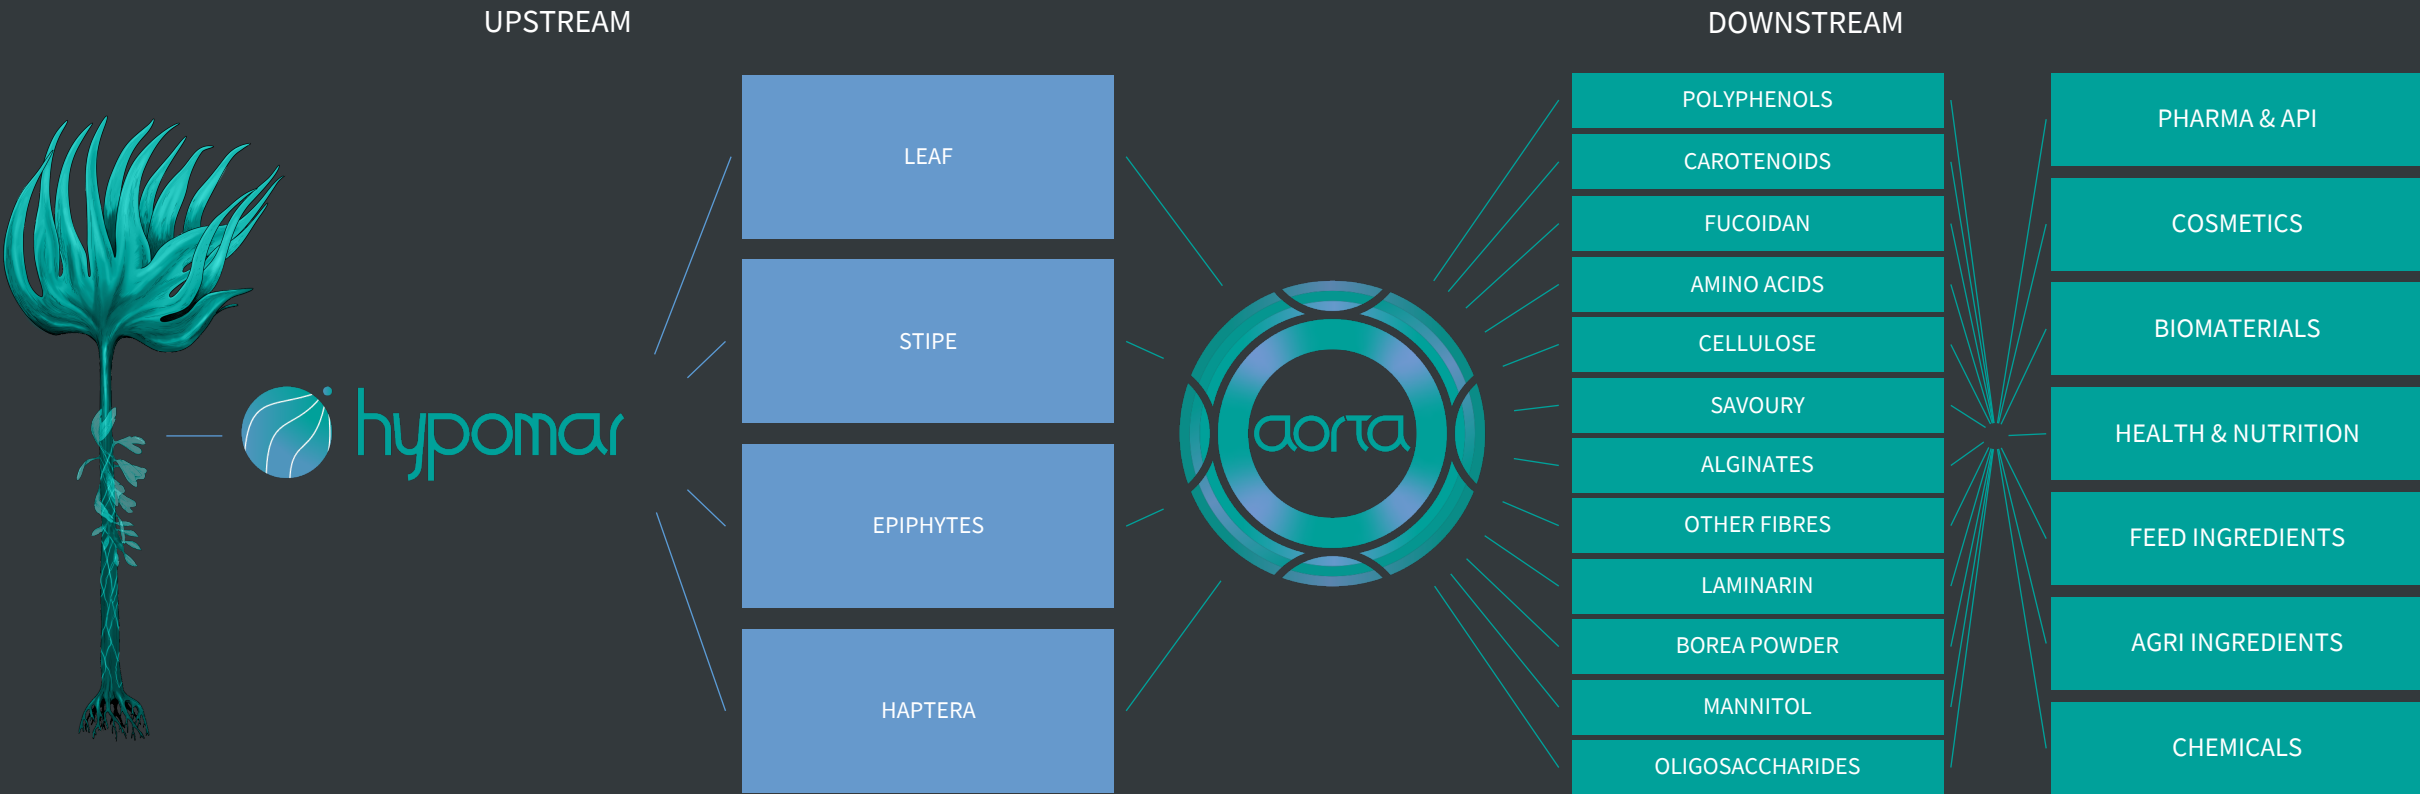 UPSTREAM
DOWNSTREAM
hypomar
LEAF
STIPE
EPIPHYTES
HAPTERA
aorta
POLYPHENOLS
CAROTENOIDS
FUCOIDAN
AMINO ACIDS
CELLULOSE
SAVOURY
ALGINATES
OTHER FIBRES
LAMINARIN
BOREA POWDER
MANNITOL
OLIGOSACCHARIDES
PHARMA & API
COSMETICS
BIOMATERIALS
HEALTH & NUTRITION
FEED INGREDIENTS
AGRI INGREDIENTS
CHEMICALS